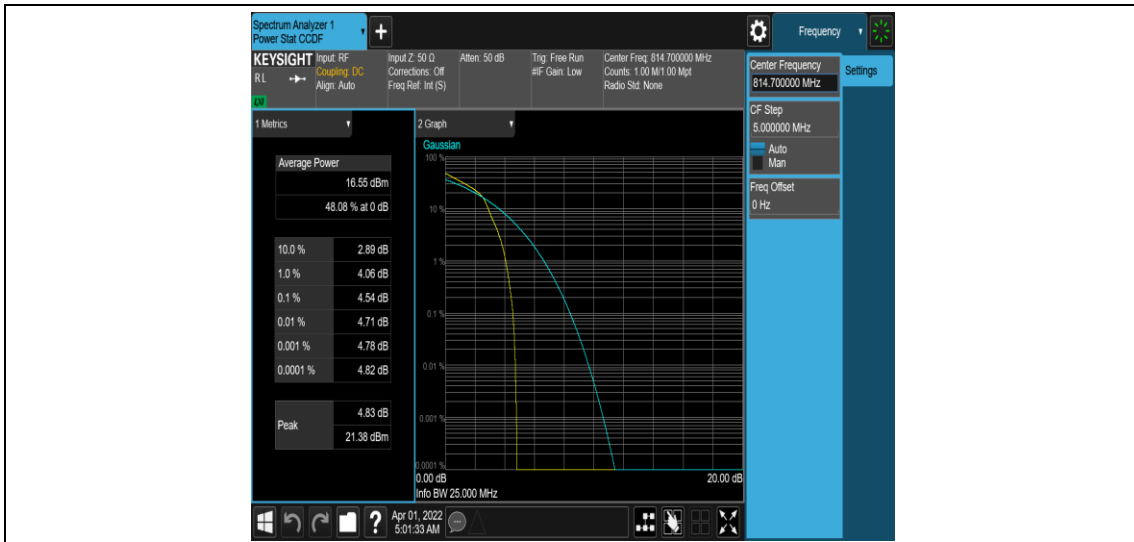 Spectrum Analyzer 1
Power Stat CCDF
+
Frequency
KEYSIGHT
RL
LXI
Input: RF
Coupling: DC
Align: Auto
Input Z: 50 Ω
Corrections: Off
Freq Ref: Int (S)
Atten: 50 dB
Trig: Free Run
#IF Gain: Low
Center Freq: 814.700000 MHz
Counts: 1.00 M/1.00 Mpt
Radio Std: None
Center Frequency
814.700000 MHz
Settings
CF Step
5.000000 MHz
Auto
Man
Freq Offset
0 Hz
1 Metrics
Average Power
16.55 dBm
48.08 % at 0 dB
10.0 % 2.89 dB
1.0 % 4.06 dB
0.1 % 4.54 dB
0.01 % 4.71 dB
0.001 % 4.78 dB
0.0001 % 4.82 dB
Peak
4.83 dB
21.38 dBm
2 Graph
Gaussian
100 %
10 %
1 %
0.1 %
0.01 %
0.001 %
0.0001 %
0.00 dB 20.00 dB
Info BW 25.000 MHz
?
Apr 01, 2022
5:01:33 AM